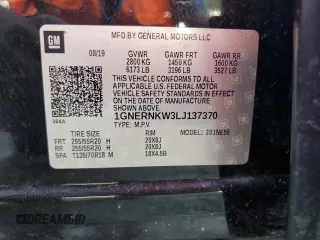 GM
MFD BY GENERAL MOTORS LLC
08/19 GVWR GAWR FRT GAWR RR
2800 KG 1450 KG 1600 KG
6173 LB 3196 LB 3527 LB
THIS VEHICLE CONFORMS TO ALL
APPLICABLE U.S. FEDERAL MOTOR
VEHICLE SAFETY STANDARDS IN
EFFECT ON THE DATE OF
MANUFACTURE SHOWN ABOVE.
1GNERNKW3LJ137370
TYPE: M.P.V.
TIRE SIZE RIM MODEL:
FRT 255/55R20 H 20X8J
RR 255/55R20 H 20X8J
SPA T135/70R18 M 18X4.5B
DREAMBID